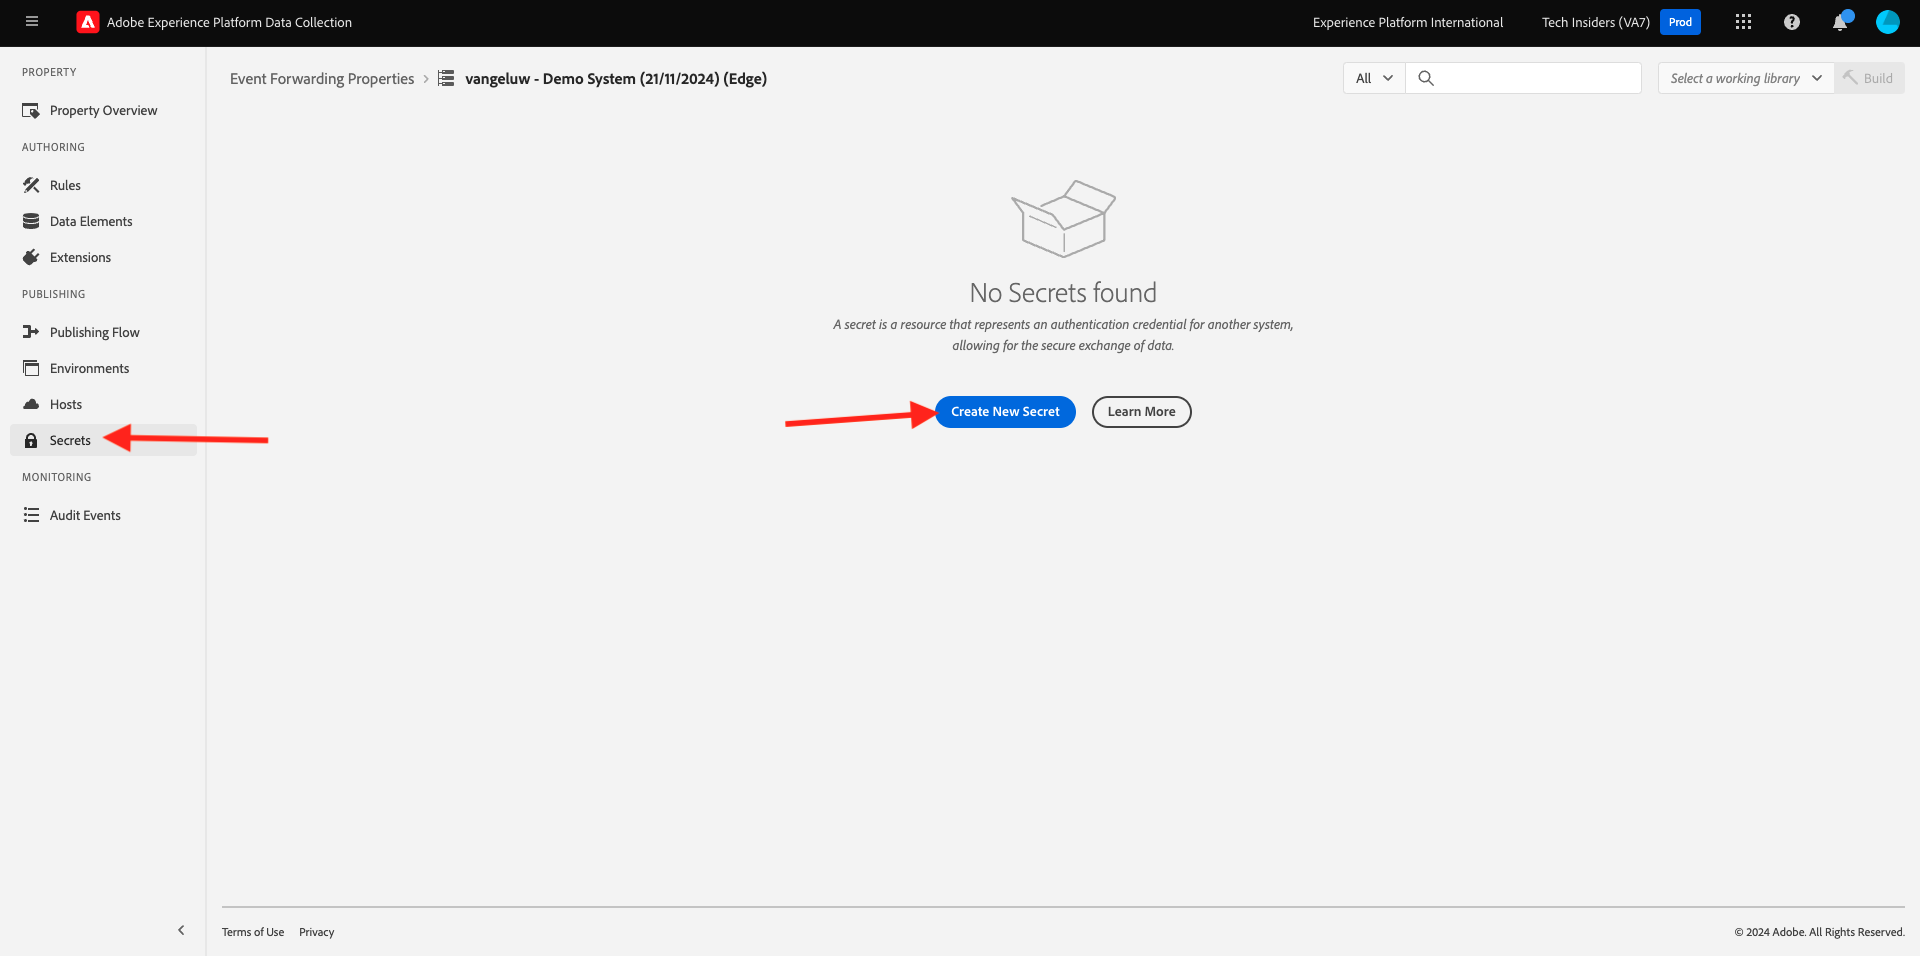 Adobe Experience Platform Data Collection
Experience Platform International
Tech Insiders (VA7)
Prod
PROPERTY
Property Overview
AUTHORING
Rules
Data Elements
Extensions
PUBLISHING
Publishing Flow
Environments
Hosts
Secrets
MONITORING
Audit Events
Event Forwarding Properties
vangeluw - Demo System (21/11/2024) (Edge)
All
Select a working library
Build
No Secrets found
A secret is a resource that represents an authentication credential for another system,
allowing for the secure exchange of data.
Create New Secret
Learn More
Terms of Use
Privacy
© 2024 Adobe. All Rights Reserved.